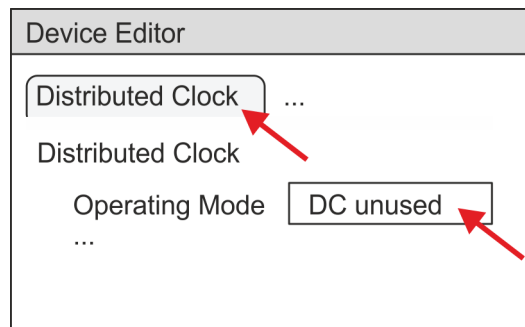 Device Editor
Distributed Clock ...
Distributed Clock
Operating Mode DC unused
...